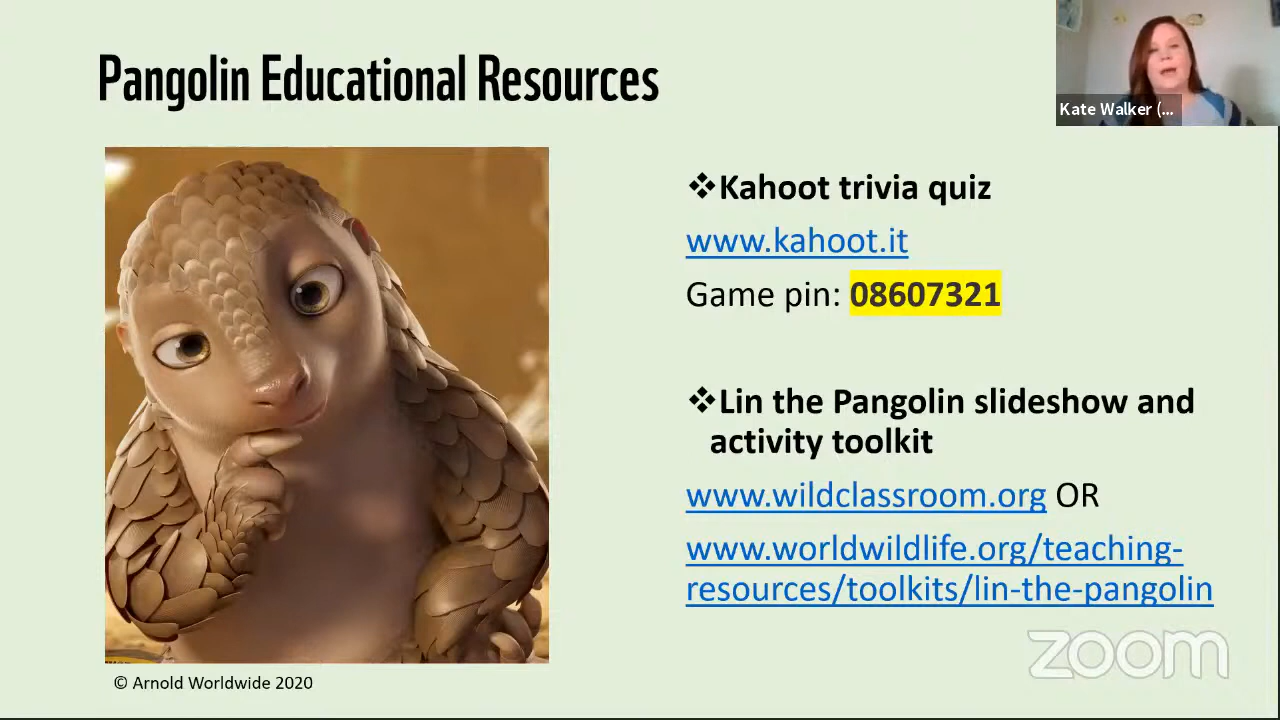 Pangolin Educational Resources
Kate Walker (...
❖Kahoot trivia quiz
www.kahoot.it
Game pin: 08607321
❖Lin the Pangolin slideshow and
activity toolkit
www.wildclassroom.org OR
www.worldwildlife.org/teaching-
resources/toolkits/lin-the-pangolin
zoom
© Arnold Worldwide 2020